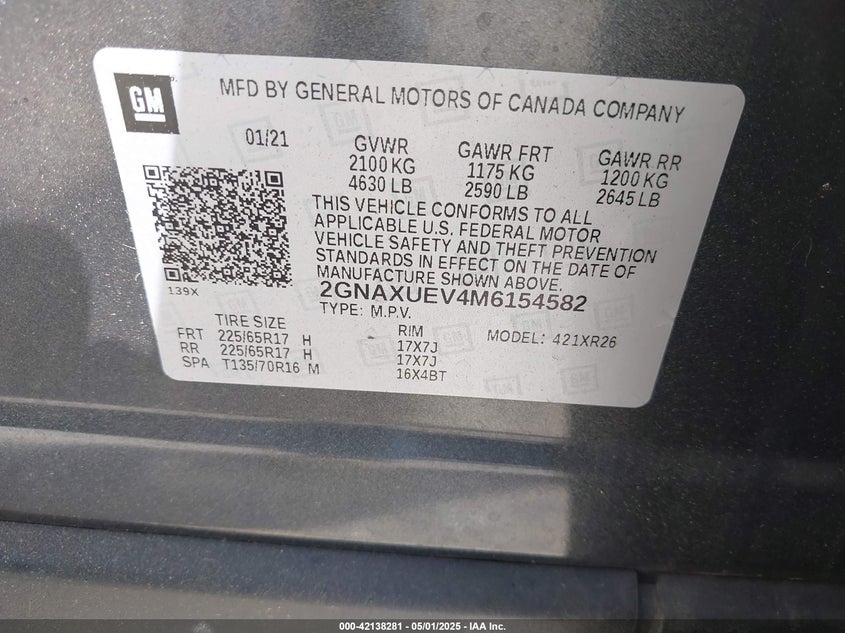 GM
MFD BY GENERAL MOTORS OF CANADA COMPANY
01/21
GVWR
2100 KG
4630 LB
GAWR FRT
1175 KG
2590 LB
GAWR RR
1200 KG
2645 LB
THIS VEHICLE CONFORMS TO ALL
APPLICABLE U.S. FEDERAL MOTOR
VEHICLE SAFETY AND THEFT PREVENTION
STANDARDS IN EFFECT ON THE DATE OF
MANUFACTURE SHOWN ABOVE.
139X
2GNAXUEV4M6154582
TYPE: M.P.V.
MODEL: 421XR26
TIRE SIZE
RIM
FRT 225/65R17 H 17X7J
RR 225/65R17 H 17X7J
SPA T135/70R16 M 16X4BT
000-42138281 - 05/01/2025 - IAA Inc.